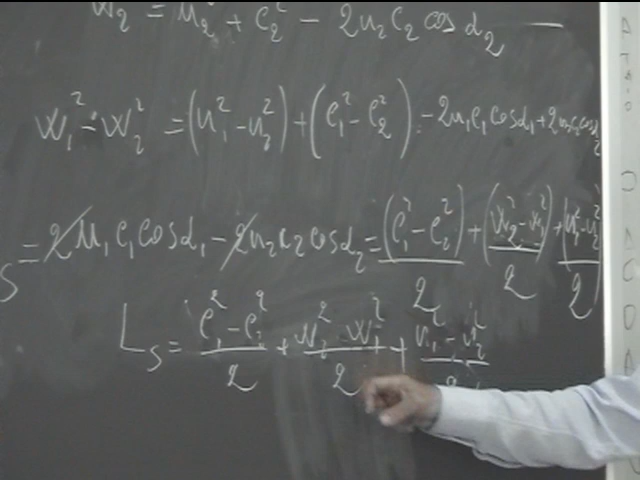 W₂² = u₂² + c₂² - 2u₂c₂ cos α₂
W₁² - W₂² = (u₁² - u₂²) + (c₁² - c₂²) - 2u₁c₁ cos α₁ + 2u₂c₂ cos α₂
S = 2u₁c₁ cos α₁ - 2u₂c₂ cos α₂ = (c₁² - c₂²)/2 + (W₂² - W₁²)/2 + (u₁² - u₂²)/2
L_S = (c₁² - c₂²)/2 + (W₂² - W₁²)/2 + (u₁² - u₂²)/2